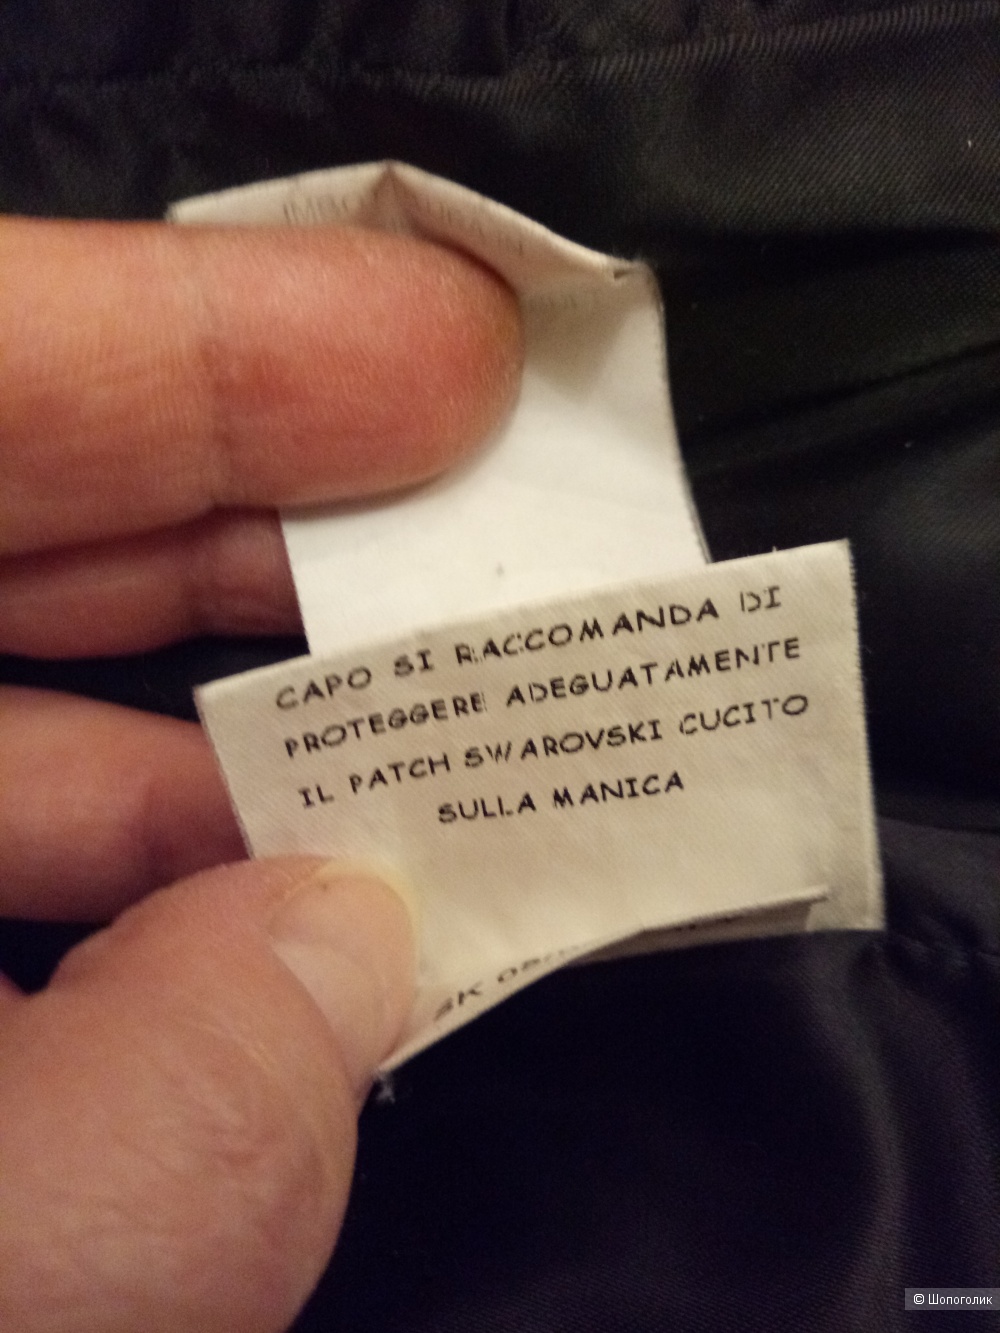 CAPO SI RACCOMANDA DI
PROTEGGERE ADEGUATAMENTE
IL PATCH SWAROVSKI CUCITO
SULLA MANICA
© Шопоголик